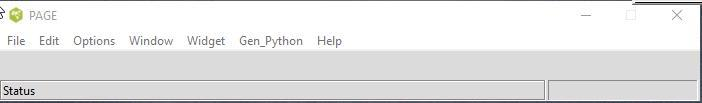 PAGE
File Edit Options Window Widget Gen_Python Help
Status